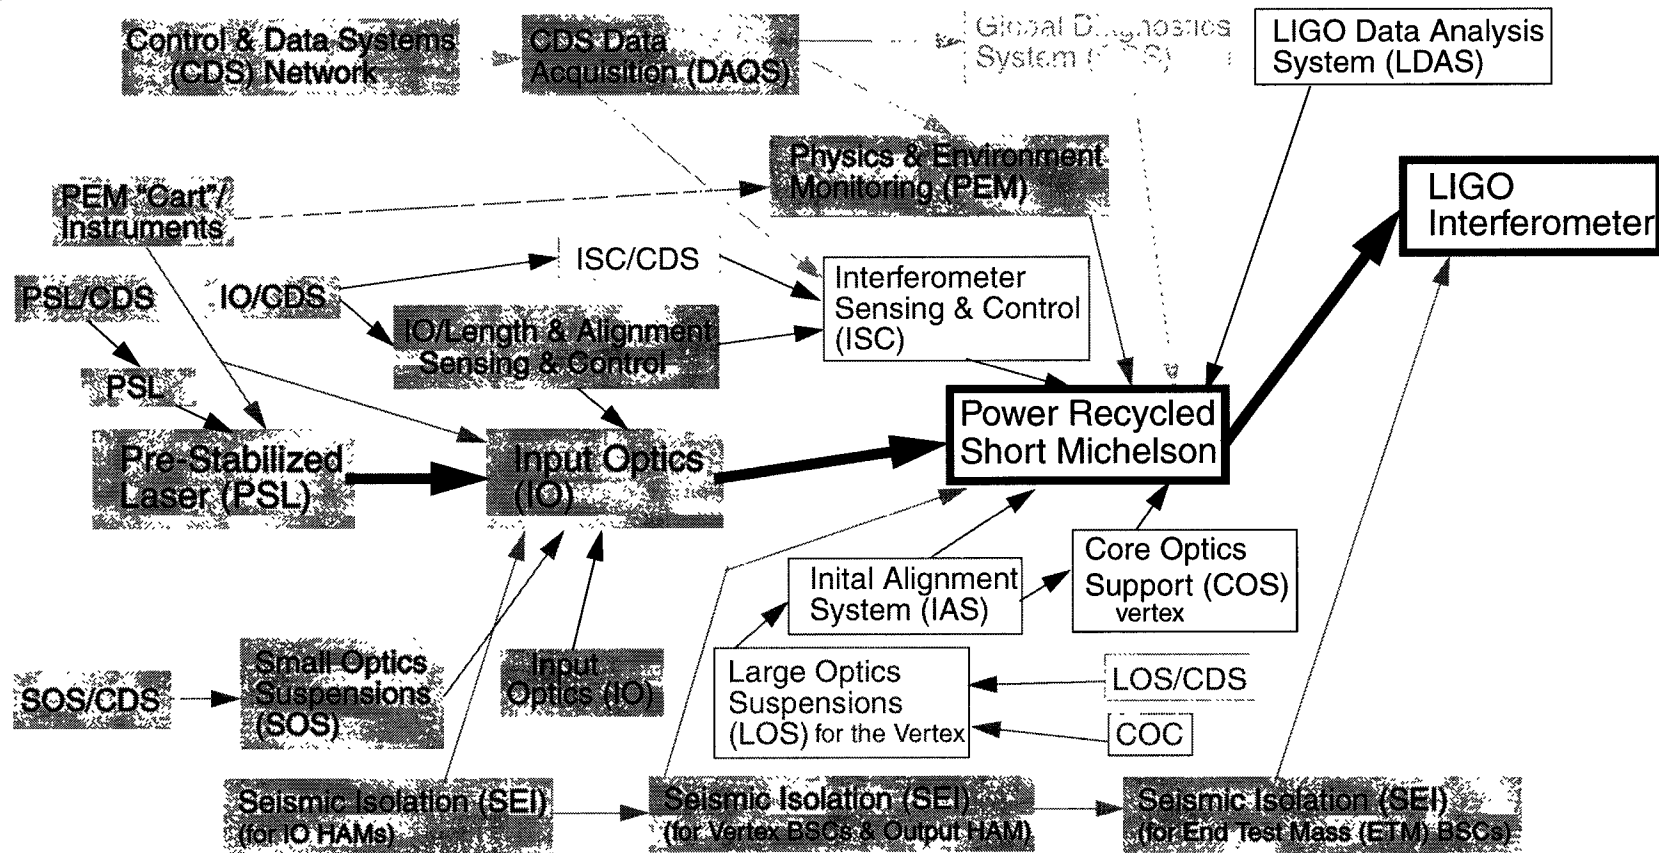 Control & Data Systems
(CDS) Network
CDS Data
Acquisition (DAQS)
Global Diagnostics
System
LIGO Data Analysis
System (LDAS)
Physics & Environment
Monitoring (PEM)
LIGO
Interferometer
PEM "Cart"/
Instruments
ISC/CDS
Interferometer
Sensing & Control
(ISC)
PSL/CDS
IO/CDS
IO/Length & Alignment
Sensing & Control
PSL
Power Recycled
Short Michelson
Pre-Stabilized
Laser (PSL)
Input Optics
(IO)
Inital Alignment
System (IAS)
Core Optics
Support (COS)
vertex
SOS/CDS
Small Optics
Suspensions
(SOS)
Input
Optics (IO)
Large Optics
Suspensions
(LOS) for the Vertex
LOS/CDS
COC
Seismic Isolation (SEI)
(for IO HAMs)
Seismic Isolation (SEI)
(for Vertex BSCs & Output HAM)
Seismic Isolation (SEI)
(for End Test Mass (ETM) BSCs)